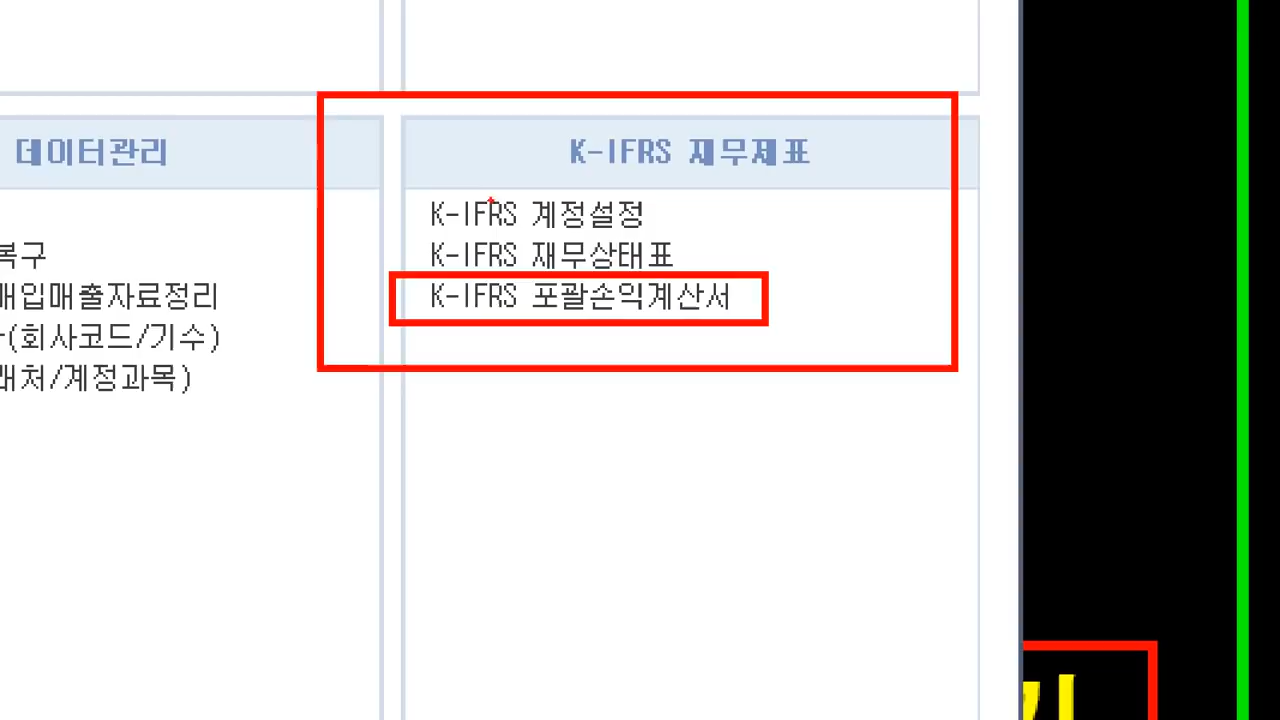 데이터관리
복구
매입매출자료정리
(회사코드/기수)
래처/계정과목)
K-IFRS 재무제표
K-IFRS 계정설정
K-IFRS 재무상태표
K-IFRS 포괄손익계산서